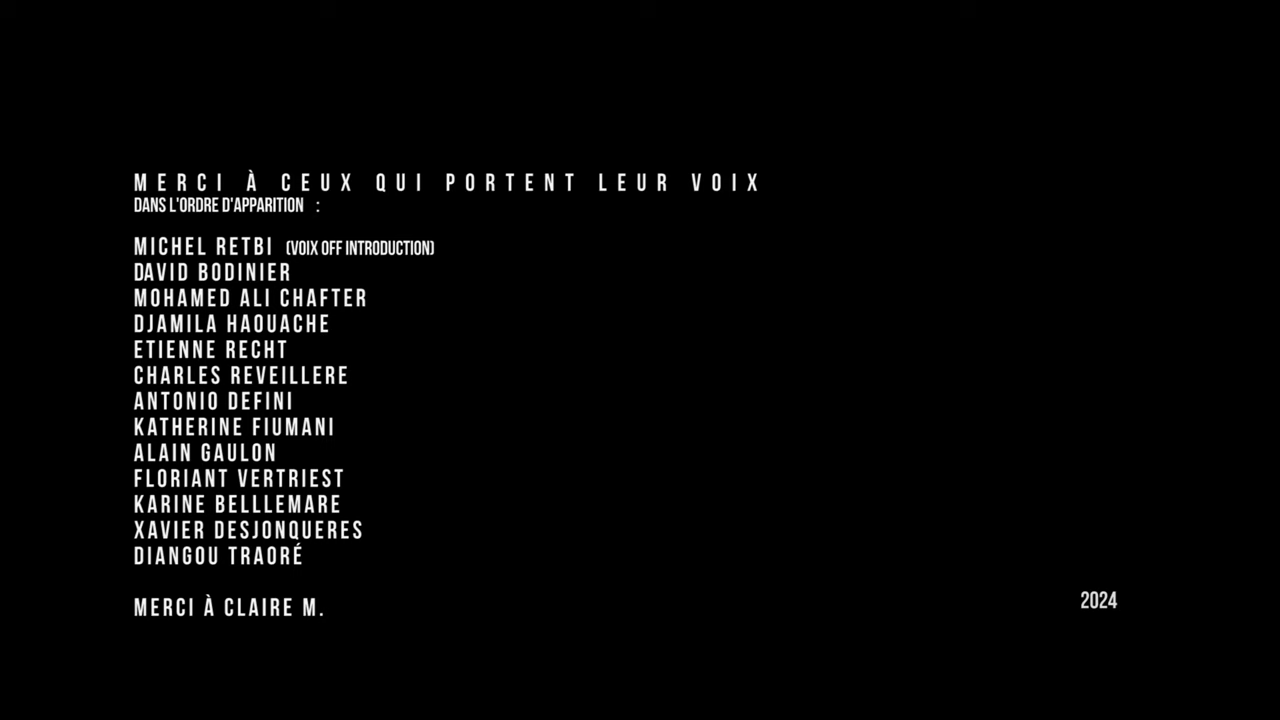 MERCI À CEUX QUI PORTENT LEUR VOIX
DANS L'ORDRE D'APPARITION :
MICHEL RETBI (VOIX OFF INTRODUCTION)
DAVID BODINIER
MOHAMED ALI CHAFTER
DJAMILA HAOUACHE
ETIENNE RECHT
CHARLES REVEILLERE
ANTONIO DEFINI
KATHERINE FIUMANI
ALAIN GAULON
FLORIANT VERTRIEST
KARINE BELLLEMARE
XAVIER DESJONQUERES
DIANGOU TRAORÉ
MERCI À CLAIRE M.
2024